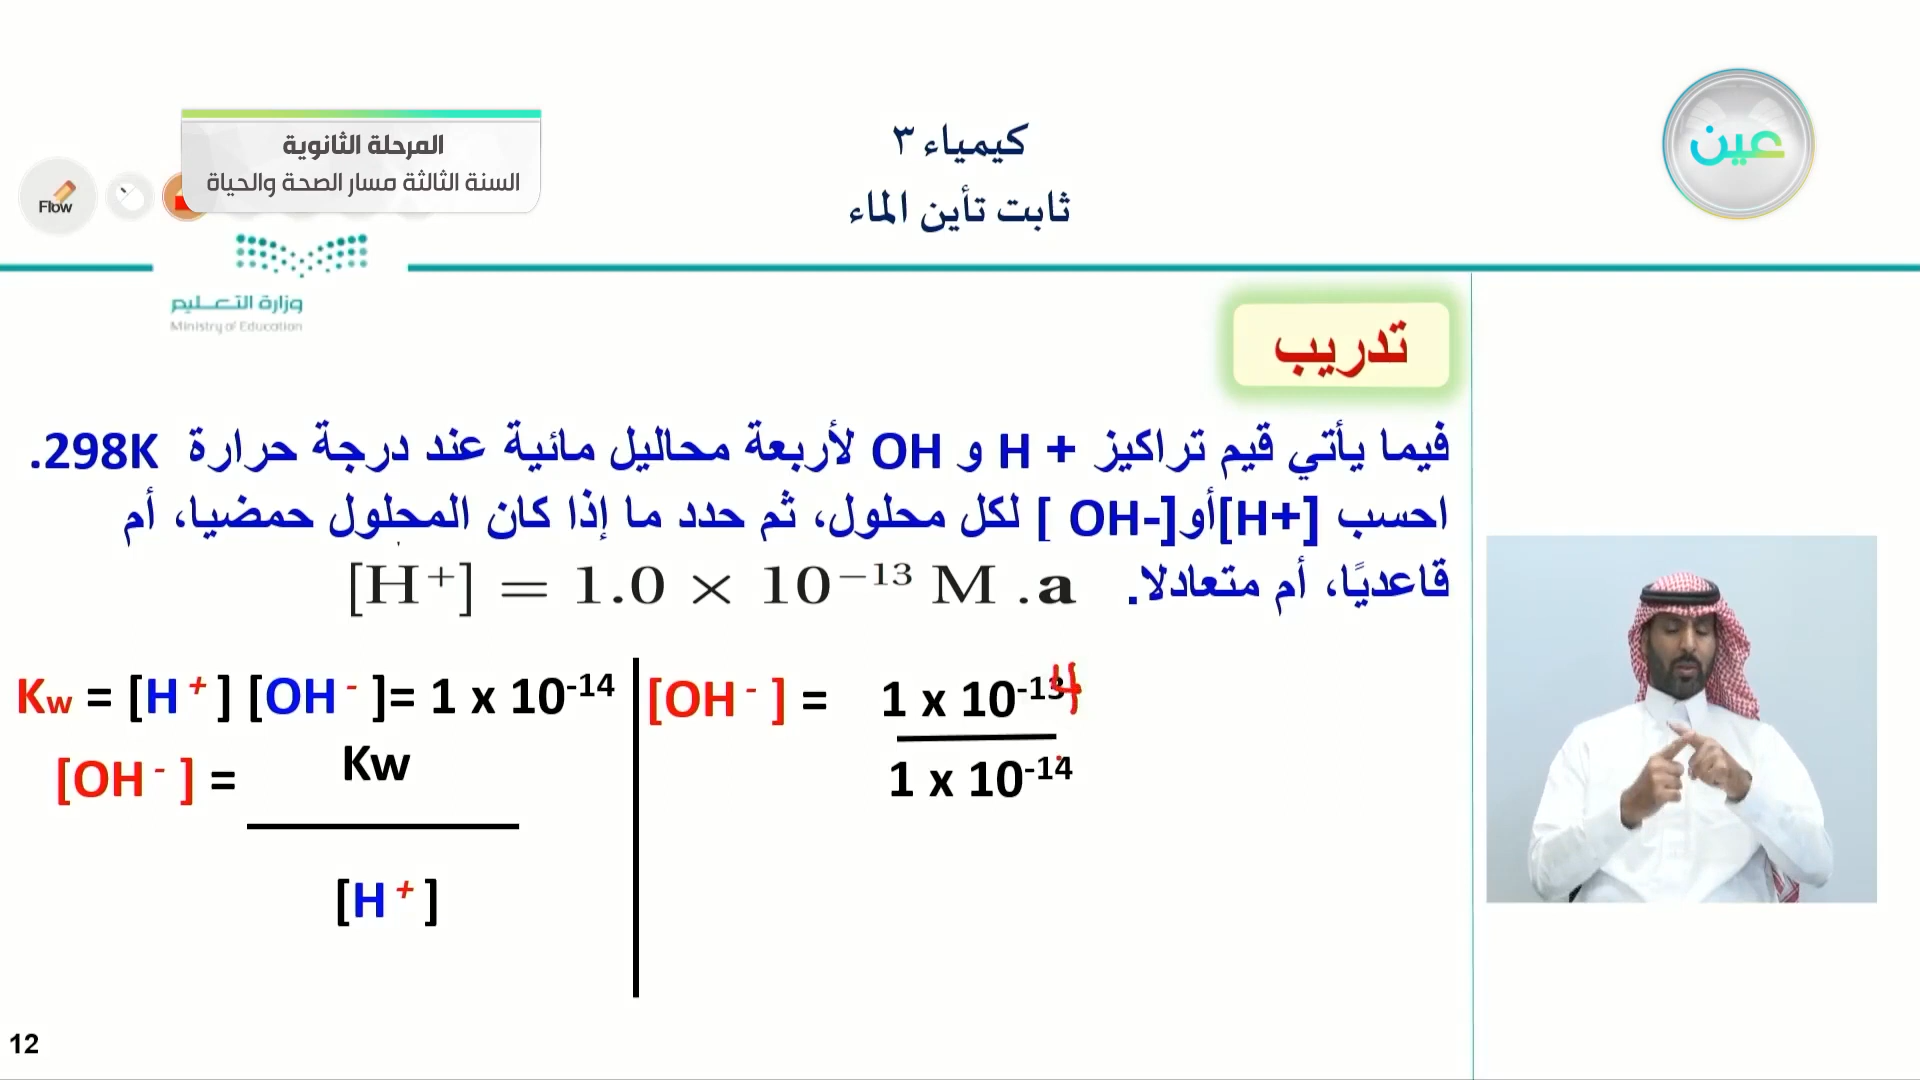 المرحلة الثانوية
السنة الثالثة مسار الصحة والحياة
كيمياء ٣
ثابت تأين الماء
عين
Flow
وزارة التعليم
Ministry of Education
تدريب
فيما يأتي قيم تراكيز + H و OH لأربعة محاليل مائية عند درجة حرارة 298K.
احسب [H+]أو[OH- ] لكل محلول، ثم حدد ما إذا كان المحلول حمضيا، أم
قاعديًا، أم متعادلا.
[H⁺] = 1.0 × 10⁻¹³ M .a
Kw = [H⁺] [OH⁻]= 1 x 10⁻¹⁴
[OH⁻] = Kw
[H⁺]
[OH⁻] = 1 x 10⁻¹³ 4
1 x 10⁻¹⁴
12